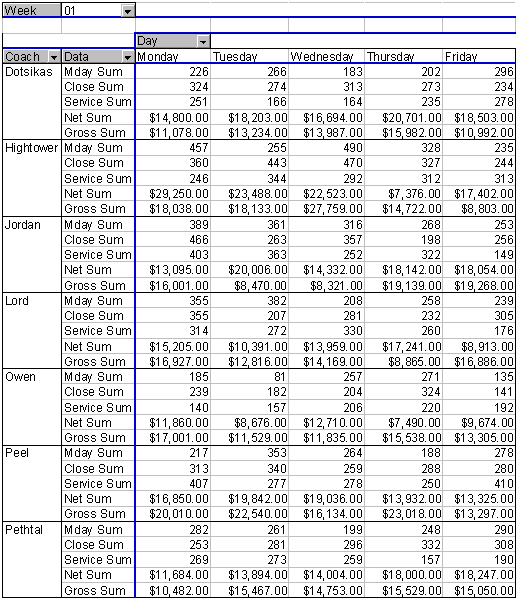 Week 01
Day
Coach Data Monday Tuesday Wednesday Thursday Friday
Dotsikas Mday Sum 226 266 183 202 296
Close Sum 324 274 313 273 234
Service Sum 251 166 164 235 278
Net Sum $14,800.00 $18,203.00 $16,694.00 $20,701.00 $18,503.00
Gross Sum $11,078.00 $13,234.00 $13,987.00 $15,982.00 $10,992.00
Hightower Mday Sum 457 255 490 328 235
Close Sum 360 443 470 327 244
Service Sum 246 344 292 312 313
Net Sum $29,250.00 $23,488.00 $22,523.00 $7,376.00 $17,402.00
Gross Sum $18,038.00 $18,133.00 $27,759.00 $14,722.00 $8,803.00
Jordan Mday Sum 389 361 316 268 253
Close Sum 466 263 357 198 256
Service Sum 403 363 252 322 149
Net Sum $13,095.00 $20,006.00 $14,332.00 $18,142.00 $18,054.00
Gross Sum $16,001.00 $8,470.00 $8,321.00 $19,139.00 $19,268.00
Lord Mday Sum 355 382 208 258 239
Close Sum 355 207 281 232 305
Service Sum 314 272 330 260 176
Net Sum $15,205.00 $10,391.00 $13,959.00 $17,241.00 $8,913.00
Gross Sum $16,927.00 $12,816.00 $14,169.00 $8,865.00 $16,886.00
Owen Mday Sum 185 81 257 271 135
Close Sum 239 182 204 324 141
Service Sum 140 157 206 220 192
Net Sum $11,860.00 $8,676.00 $12,710.00 $7,490.00 $9,674.00
Gross Sum $17,001.00 $11,529.00 $11,835.00 $15,538.00 $13,305.00
Peel Mday Sum 217 353 264 188 278
Close Sum 313 340 259 288 280
Service Sum 407 277 278 250 410
Net Sum $16,850.00 $19,842.00 $19,036.00 $13,932.00 $13,325.00
Gross Sum $20,010.00 $22,540.00 $16,134.00 $23,018.00 $13,297.00
Pethtal Mday Sum 282 261 199 248 290
Close Sum 253 281 296 332 308
Service Sum 269 273 259 157 190
Net Sum $11,684.00 $13,894.00 $14,004.00 $18,000.00 $18,247.00
Gross Sum $10,482.00 $15,467.00 $14,753.00 $15,529.00 $15,050.00